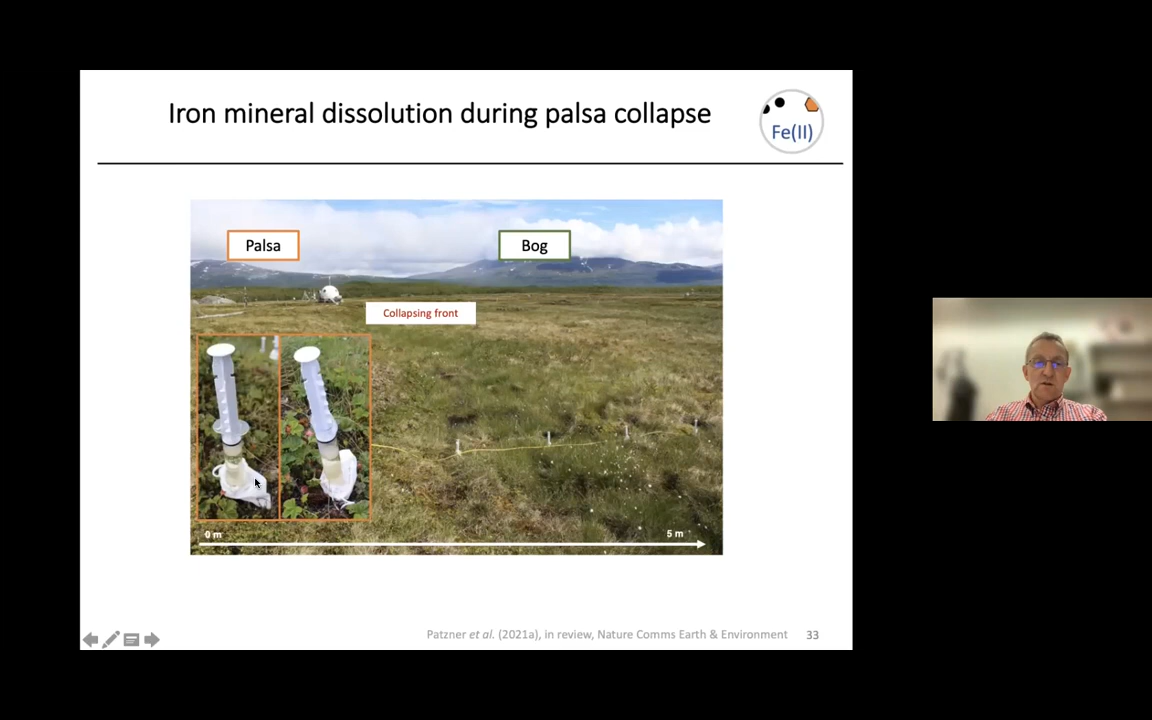 Iron mineral dissolution during palsa collapse
Fe(II)
Palsa
Bog
Collapsing front
0 m
5 m
Patzner et al. (2021a), in review, Nature Comms Earth & Environment 33